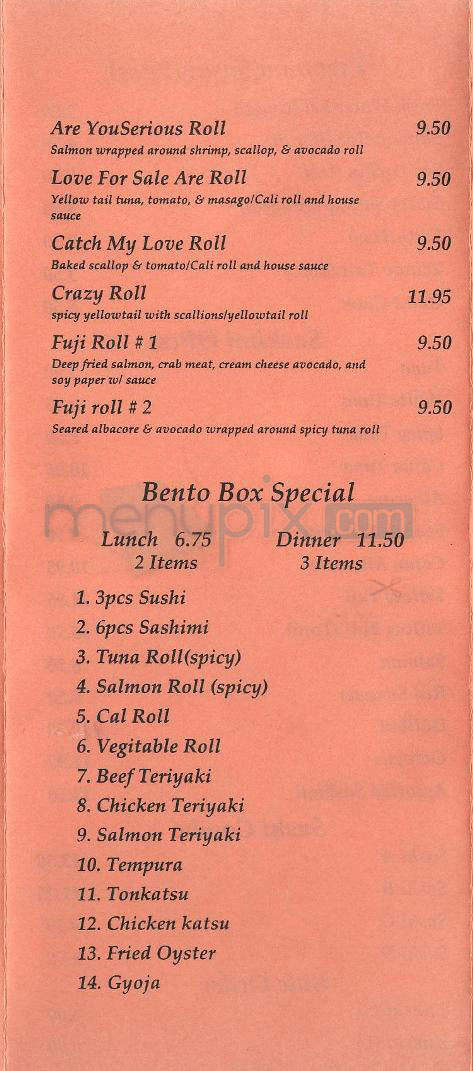 Are YouSerious Roll 9.50
Salmon wrapped around shrimp, scallop, & avocado roll
Love For Sale Are Roll 9.50
Yellow tail tuna, tomato, & masago/Cali roll and house
sauce
Catch My Love Roll 9.50
Baked scallop & tomato/Cali roll and house sauce
Crazy Roll 11.95
spicy yellowtail with scallions/yellowtail roll
Fuji Roll # 1 9.50
Deep fried salmon, crab meat, cream cheese avocado, and
soy paper w/ sauce
Fuji roll # 2 9.50
Seared albacore & avocado wrapped around spicy tuna roll
Bento Box Special
menupix.com
Lunch 6.75 Dinner 11.50
2 Items 3 Items
1. 3pcs Sushi
2. 6pcs Sashimi
3. Tuna Roll(spicy)
4. Salmon Roll (spicy)
5. Cal Roll
6. Vegitable Roll
7. Beef Teriyaki
8. Chicken Teriyaki
9. Salmon Teriyaki
10. Tempura
11. Tonkatsu
12. Chicken katsu
13. Fried Oyster
14. Gyoja